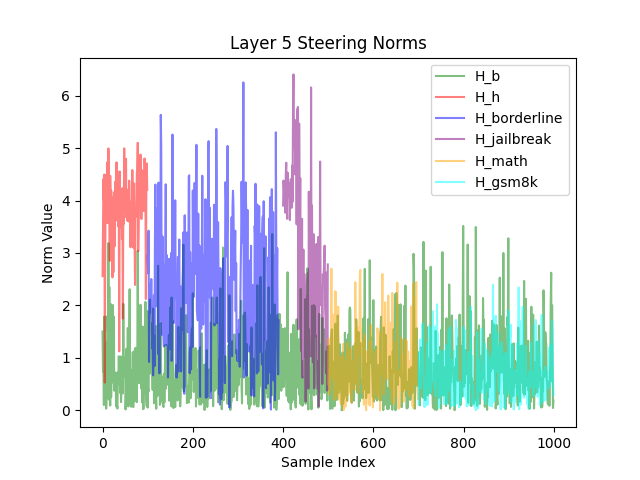 Layer 5 Steering Norms
H_b
H_h
H_borderline
H_jailbreak
H_math
H_gsm8k
Norm Value
6
5
4
3
2
1
0
0 200 400 600 800 1000
Sample Index